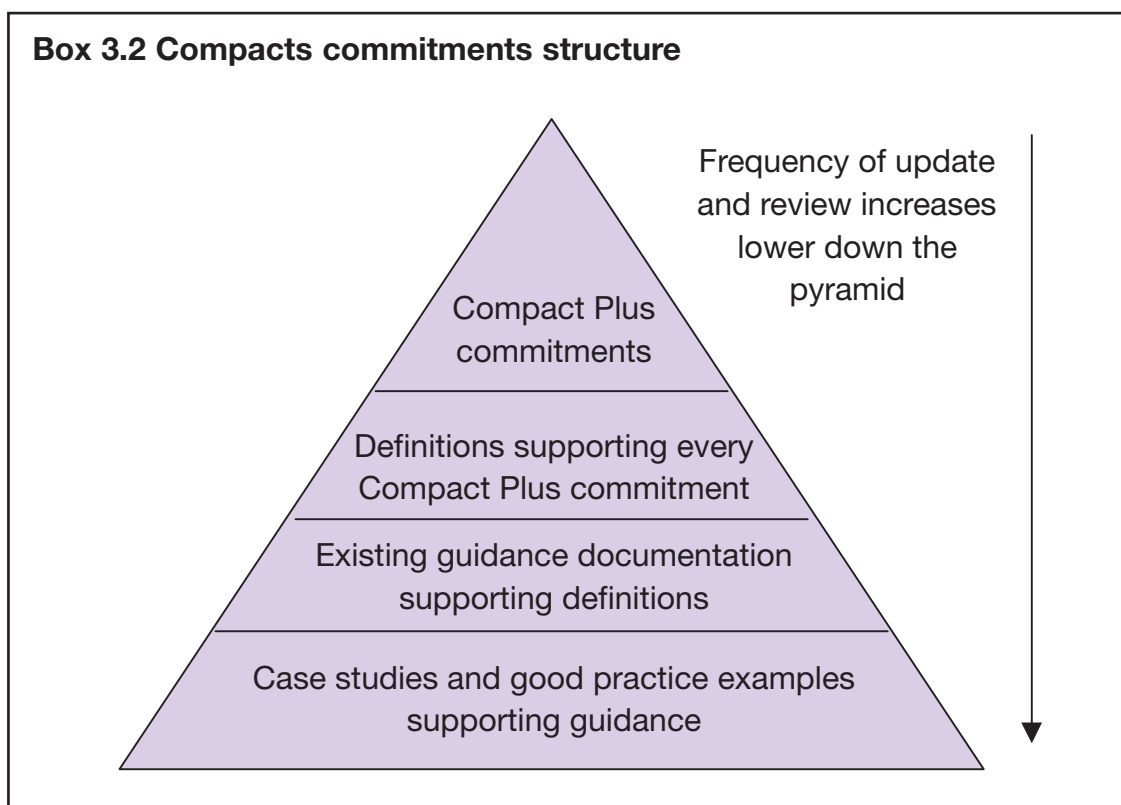 Box 3.2 Compacts commitments structure
Frequency of update
and review increases
lower down the
pyramid
Compact Plus
commitments
Definitions supporting every
Compact Plus commitment
Existing guidance documentation
supporting definitions
Case studies and good practice examples
supporting guidance